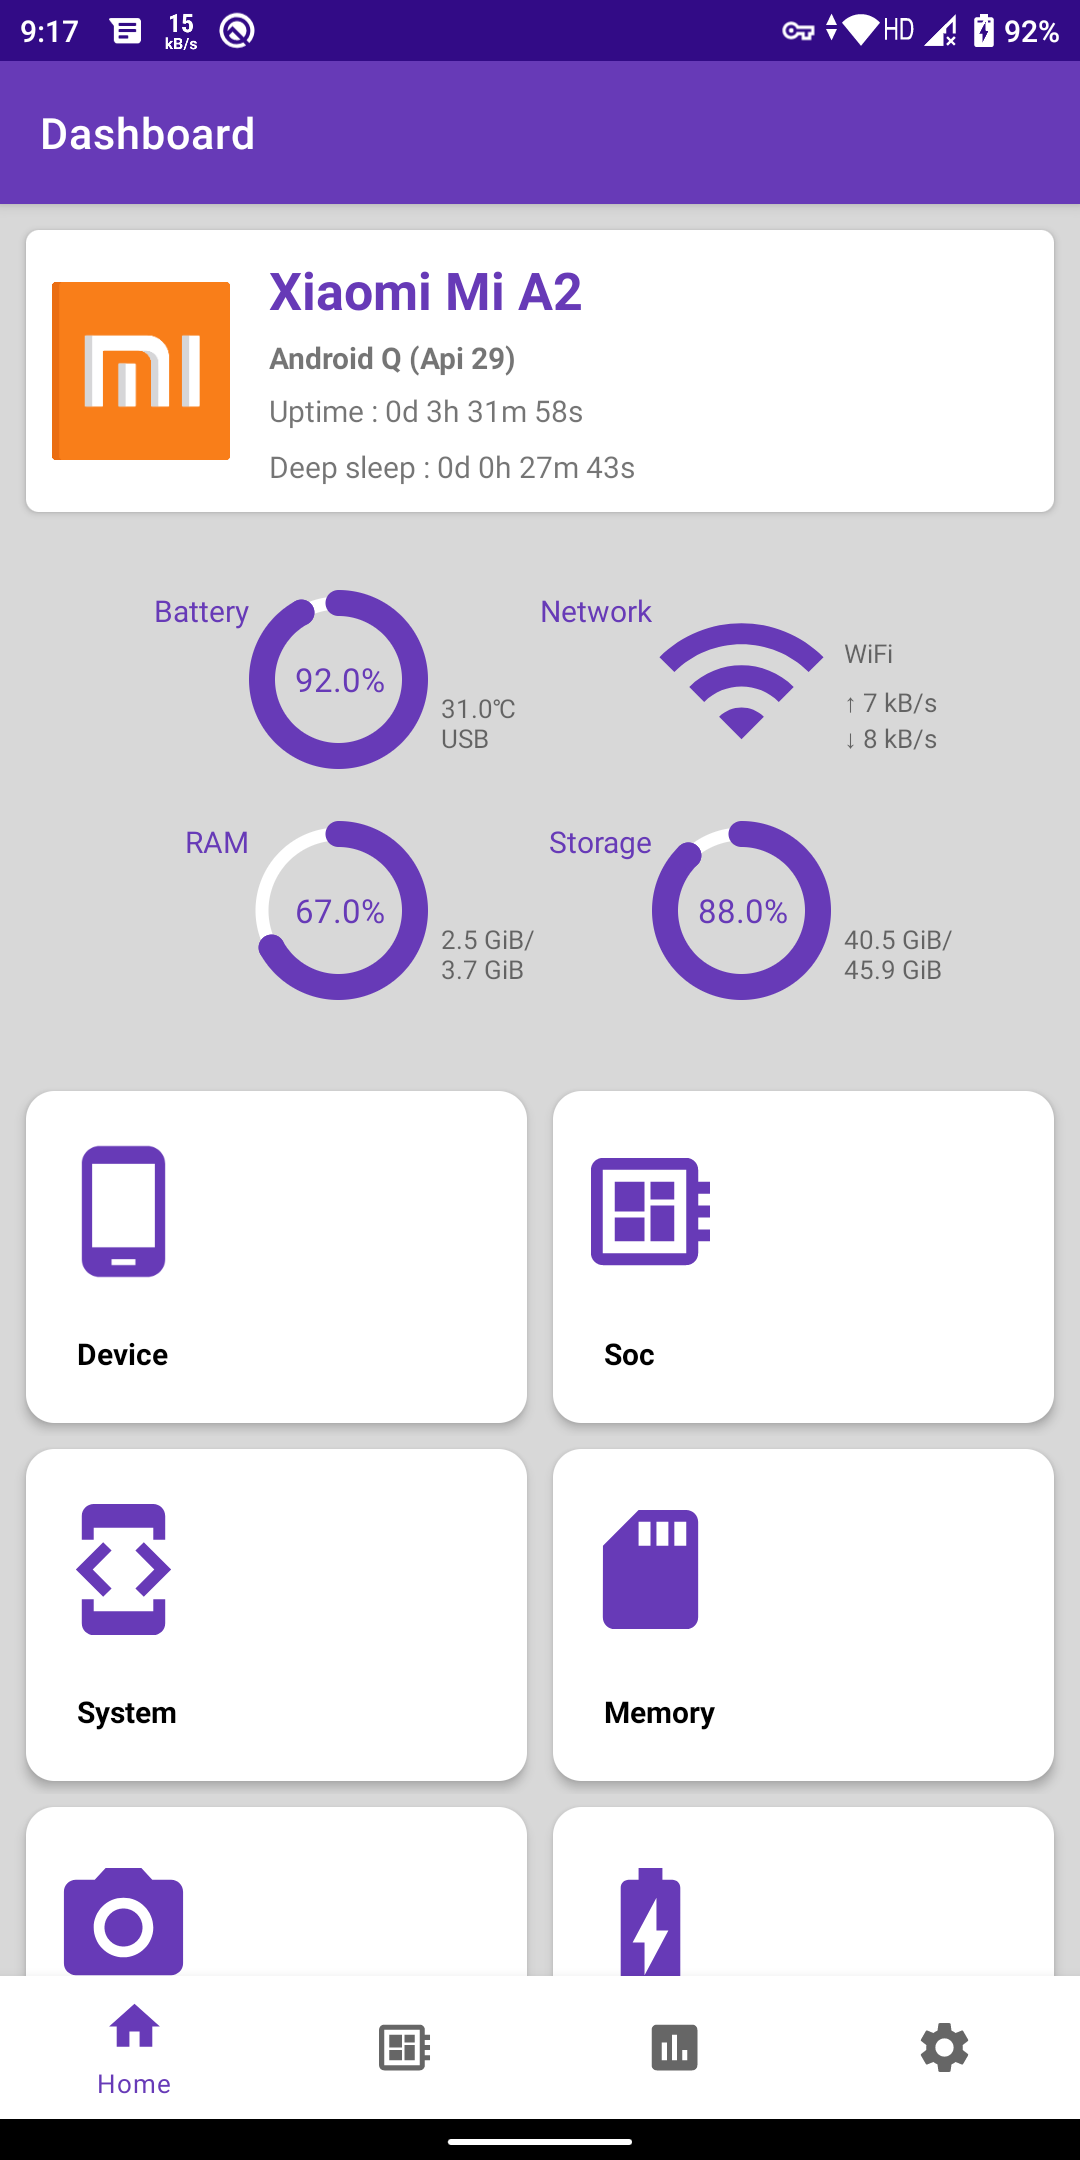 9:17 15 kB/s HD 92%
Dashboard
mi
Xiaomi Mi A2
Android Q (Api 29)
Uptime : 0d 3h 31m 58s
Deep sleep : 0d 0h 27m 43s
Battery
92.0%
31.0℃
USB
Network
WiFi
↑ 7 kB/s
↓ 8 kB/s
RAM
67.0%
2.5 GiB/
3.7 GiB
Storage
88.0%
40.5 GiB/
45.9 GiB
Device
Soc
System
Memory
Home